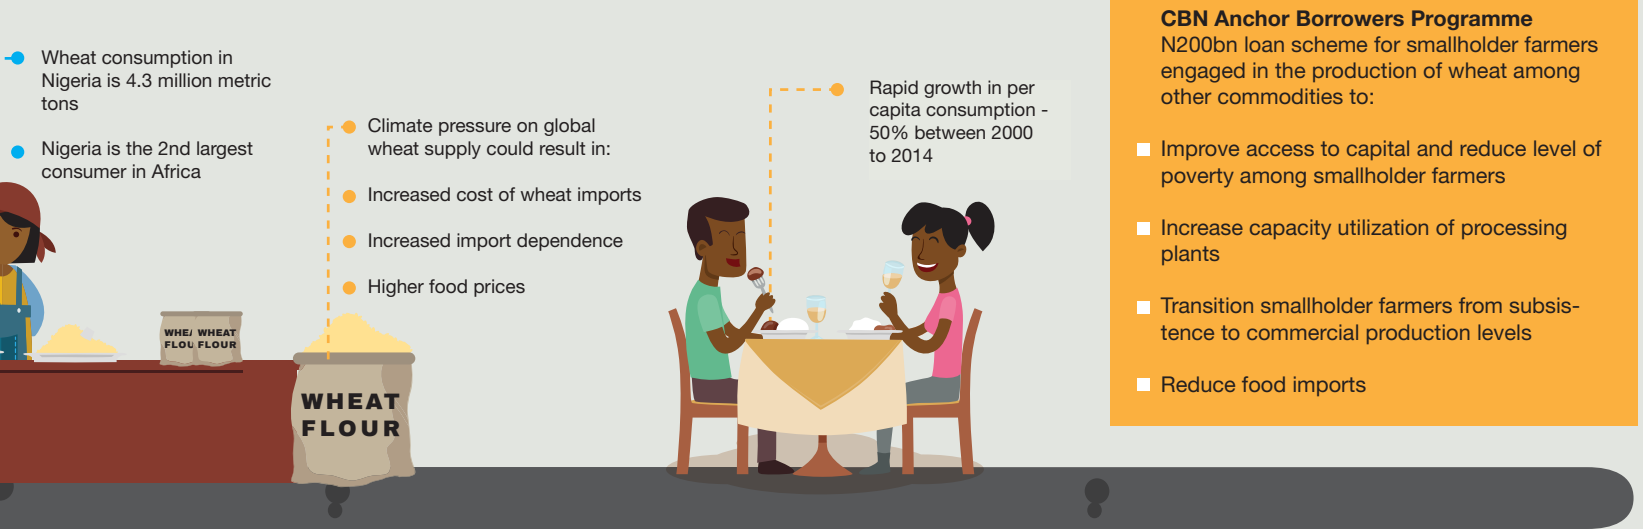 Wheat consumption in
Nigeria is 4.3 million metric
tons
Nigeria is the 2nd largest
consumer in Africa
Climate pressure on global
wheat supply could result in:
Increased cost of wheat imports
Increased import dependence
Higher food prices
WHEA WHEAT
FLOU FLOUR
WHEAT
FLOUR
Rapid growth in per
capita consumption -
50% between 2000
to 2014
CBN Anchor Borrowers Programme
N200bn loan scheme for smallholder farmers
engaged in the production of wheat among
other commodities to:
Improve access to capital and reduce level of
poverty among smallholder farmers
Increase capacity utilization of processing
plants
Transition smallholder farmers from subsis-
tence to commercial production levels
Reduce food imports